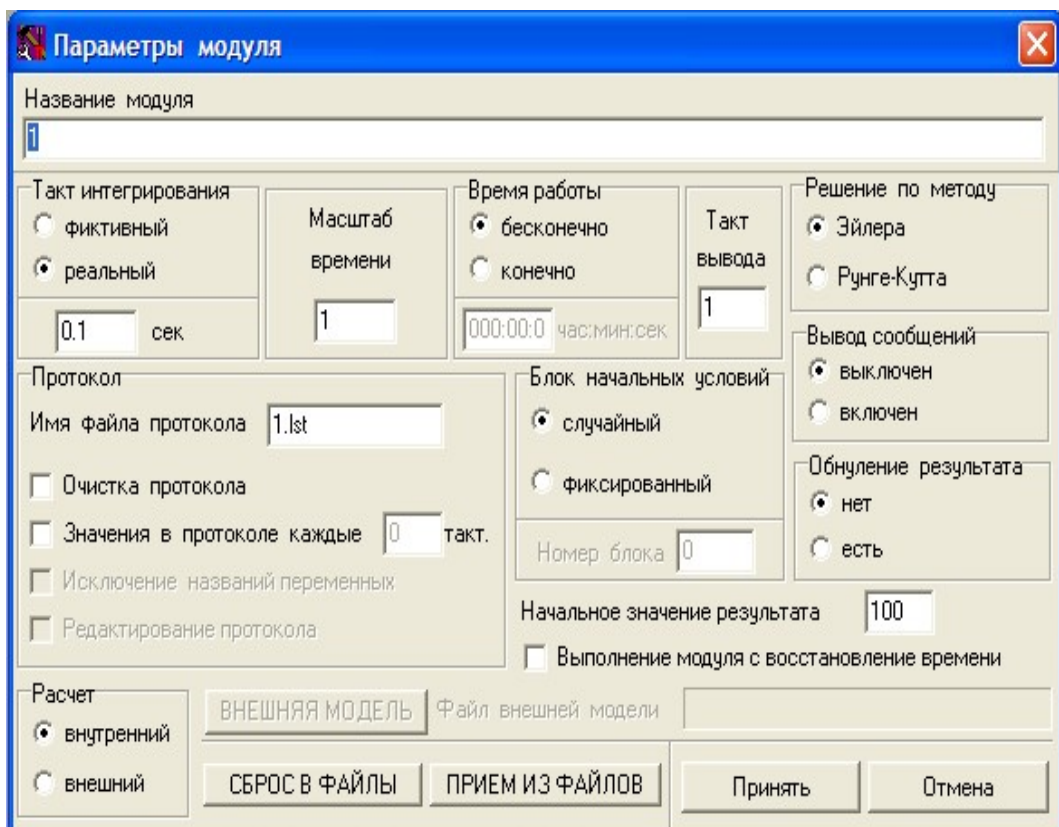 Параметры модуля
Название модуля
1
Такт интегрирования
фиктивный
реальный
0.1 сек
Масштаб
времени
1
Время работы
бесконечно
конечно
000:00:0 час:мин:сек
Такт
вывода
1
Решение по методу
Эйлера
Рунге-Кутта
Вывод сообщений
выключен
включен
Протокол
Имя файла протокола 1.lst
Очистка протокола
Значения в протоколе каждые 0 такт.
Исключение названий переменных
Редактирование протокола
Блок начальных условий
случайный
фиксированный
Номер блока 0
Обнуление результата
нет
есть
Начальное значение результата 100
Выполнение модуля с восстановление времени
Расчет
внутренний
внешний
ВНЕШНЯЯ МОДЕЛЬ Файл внешней модели
СБРОС В ФАЙЛЫ ПРИЕМ ИЗ ФАЙЛОВ Принять Отмена